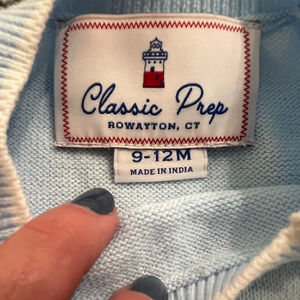 Classic Prep
ROWAYTON, CT
9-12M
MADE IN INDIA